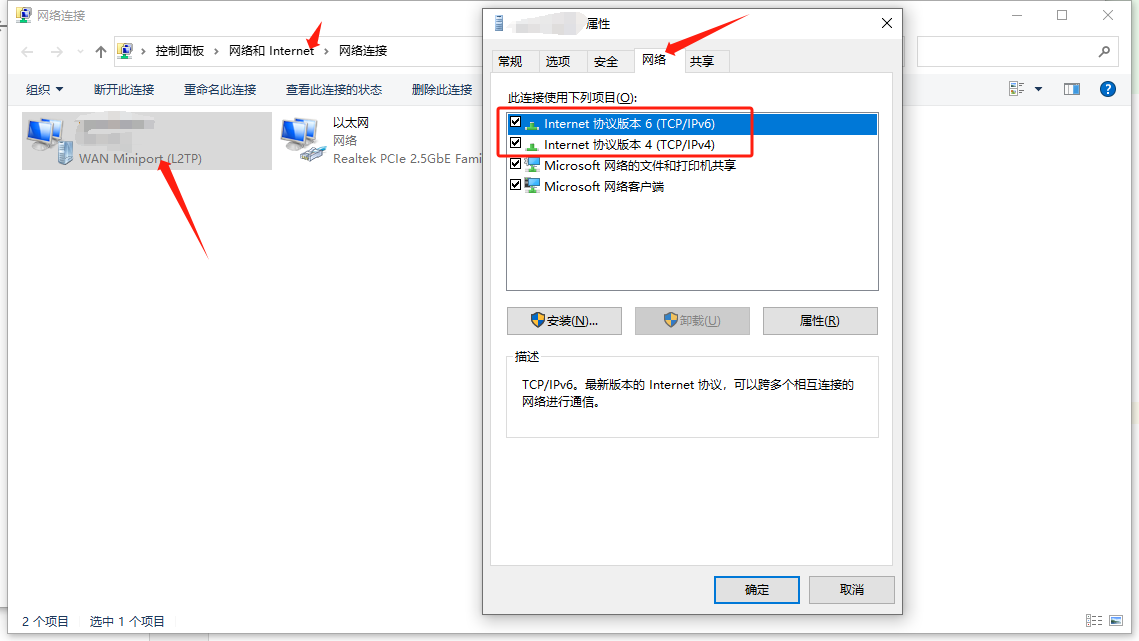 网络连接
控制面板 › 网络和 Internet › 网络连接
组织 断开此连接 重命名此连接 查看此连接的状态 删除此连接
WAN Miniport (L2TP)
以太网
网络
Realtek PCIe 2.5GbE Fami
2 个项目 选中 1 个项目
属性
常规 选项 安全 网络 共享
此连接使用下列项目(O):
Internet 协议版本 6 (TCP/IPv6)
Internet 协议版本 4 (TCP/IPv4)
Microsoft 网络的文件和打印机共享
Microsoft 网络客户端
安装(N)... 卸载(U) 属性(R)
描述
TCP/IPv6。最新版本的 Internet 协议，可以跨多个相互连接的
网络进行通信。
确定 取消